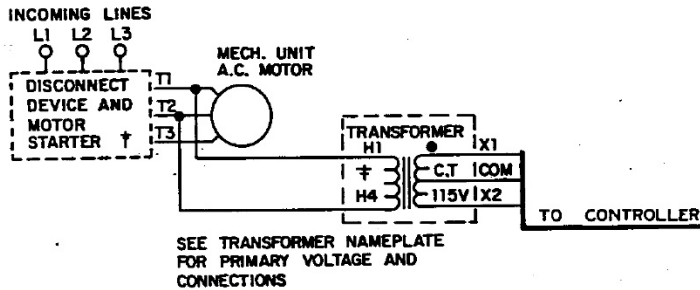 INCOMING LINES
L1 L2 L3
MECH. UNIT
A.C. MOTOR
DISCONNECT
DEVICE AND
MOTOR
STARTER ‡
T1
T2
T3
TRANSFORMER
H1 X1
‡ C.T COM
H4 115V X2
TO CONTROLLER
SEE TRANSFORMER NAMEPLATE
FOR PRIMARY VOLTAGE AND
CONNECTIONS